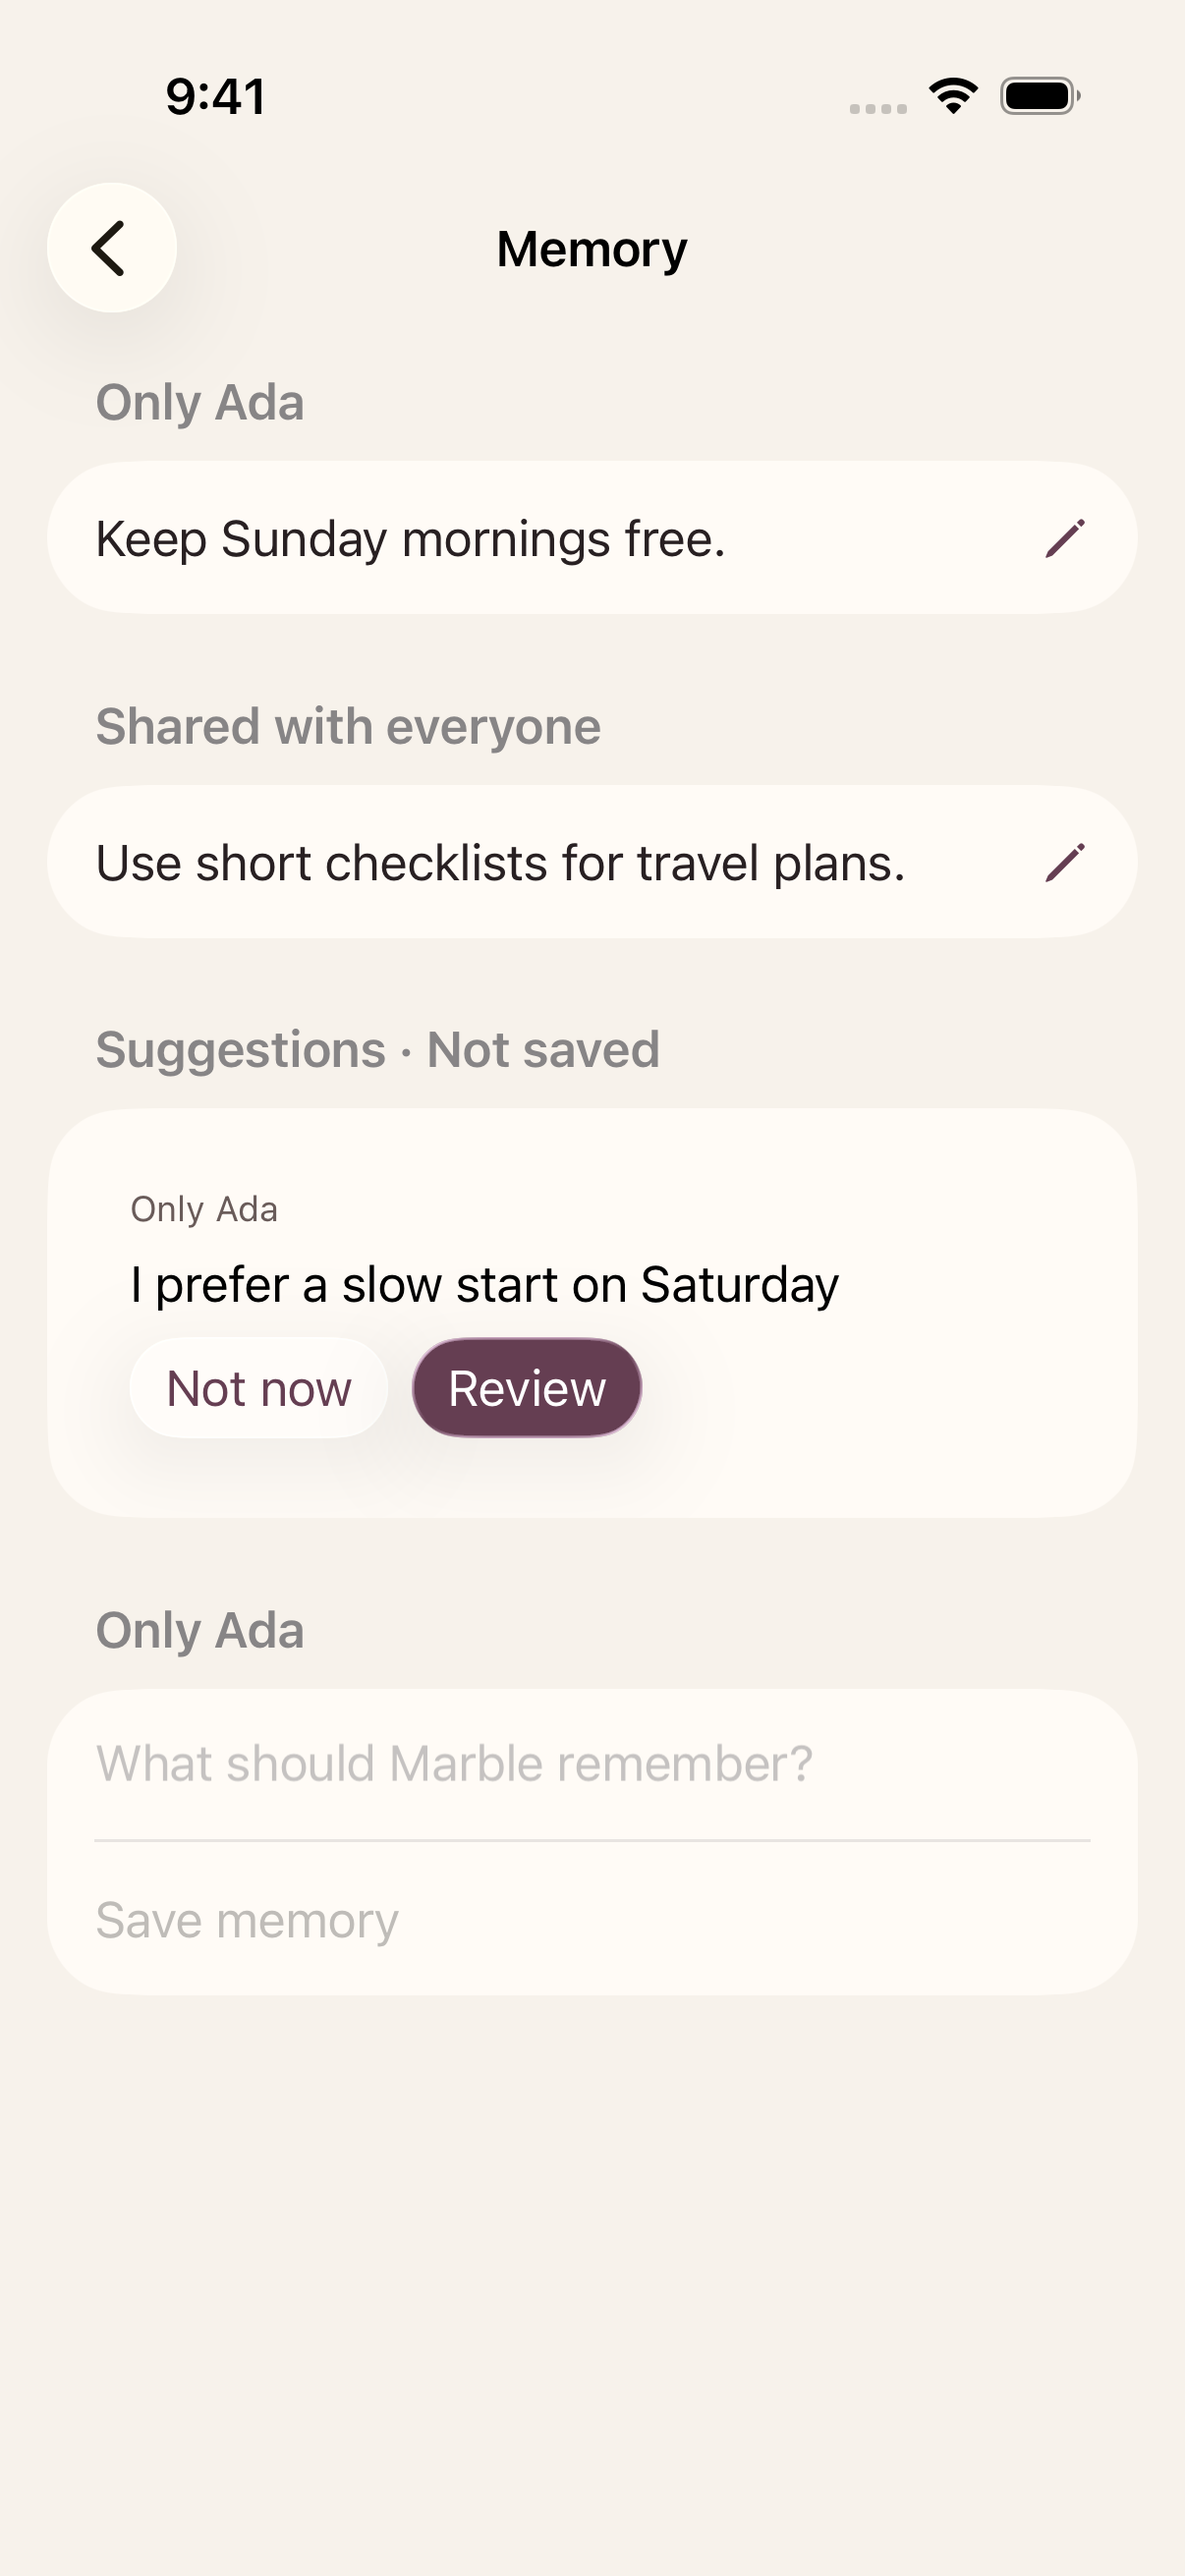 9:41
Memory
Only Ada
Keep Sunday mornings free.
Shared with everyone
Use short checklists for travel plans.
Suggestions · Not saved
Only Ada
I prefer a slow start on Saturday
Not now
Review
Only Ada
What should Marble remember?
Save memory